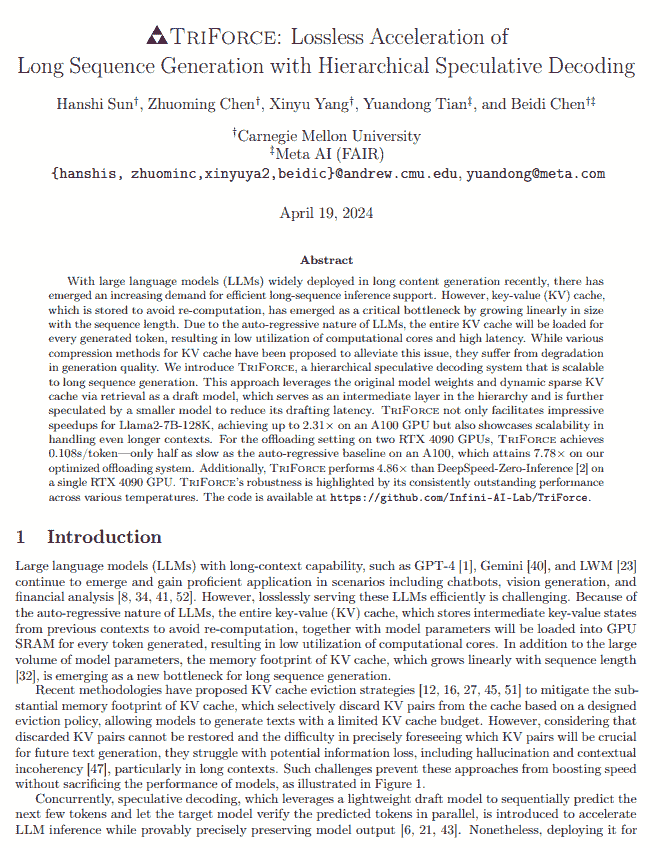 TriForce: Lossless Acceleration of
Long Sequence Generation with Hierarchical Speculative Decoding
Hanshi Sun†, Zhuoming Chen†, Xinyu Yang†, Yuandong Tian‡, and Beidi Chen†‡
†Carnegie Mellon University
‡Meta AI (FAIR)
{hanshis, zhuominc,xinyuya2,beidic}@andrew.cmu.edu, yuandong@meta.com
April 19, 2024
Abstract
With large language models (LLMs) widely deployed in long content generation recently, there has
emerged an increasing demand for efficient long-sequence inference support. However, key-value (KV) cache,
which is stored to avoid re-computation, has emerged as a critical bottleneck by growing linearly in size
with the sequence length. Due to the auto-regressive nature of LLMs, the entire KV cache will be loaded for
every generated token, resulting in low utilization of computational cores and high latency. While various
compression methods for KV cache have been proposed to alleviate this issue, they suffer from degradation
in generation quality. We introduce TriForce, a hierarchical speculative decoding system that is scalable
to long sequence generation. This approach leverages the original model weights and dynamic sparse KV
cache via retrieval as a draft model, which serves as an intermediate layer in the hierarchy and is further
speculated by a smaller model to reduce its drafting latency. TriForce not only facilitates impressive
speedups for Llama2-7B-128K, achieving up to 2.31× on an A100 GPU but also showcases scalability in
handling even longer contexts. For the offloading setting on two RTX 4090 GPUs, TriForce achieves
0.108s/token—only half as slow as the auto-regressive baseline on an A100, which attains 7.78× on our
optimized offloading system. Additionally, TriForce performs 4.86× than DeepSpeed-Zero-Inference [2] on
a single RTX 4090 GPU. TriForce's robustness is highlighted by its consistently outstanding performance
across various temperatures. The code is available at https://github.com/Infini-AI-Lab/TriForce.
1 Introduction
Large language models (LLMs) with long-context capability, such as GPT-4 [1], Gemini [40], and LWM [23]
continue to emerge and gain proficient application in scenarios including chatbots, vision generation, and
financial analysis [8, 34, 41, 52]. However, losslessly serving these LLMs efficiently is challenging. Because of
the auto-regressive nature of LLMs, the entire key-value (KV) cache, which stores intermediate key-value states
from previous contexts to avoid re-computation, together with model parameters will be loaded into GPU
SRAM for every token generated, resulting in low utilization of computational cores. In addition to the large
volume of model parameters, the memory footprint of KV cache, which grows linearly with sequence length
[32], is emerging as a new bottleneck for long sequence generation.
Recent methodologies have proposed KV cache eviction strategies [12, 16, 27, 45, 51] to mitigate the sub-
stantial memory footprint of KV cache, which selectively discard KV pairs from the cache based on a designed
eviction policy, allowing models to generate texts with a limited KV cache budget. However, considering that
discarded KV pairs cannot be restored and the difficulty in precisely foreseeing which KV pairs will be crucial
for future text generation, they struggle with potential information loss, including hallucination and contextual
incoherency [47], particularly in long contexts. Such challenges prevent these approaches from boosting speed
without sacrificing the performance of models, as illustrated in Figure 1.
Concurrently, speculative decoding, which leverages a lightweight draft model to sequentially predict the
next few tokens and let the target model verify the predicted tokens in parallel, is introduced to accelerate
LLM inference while provably precisely preserving model output [6, 21, 43]. Nonetheless, deploying it for